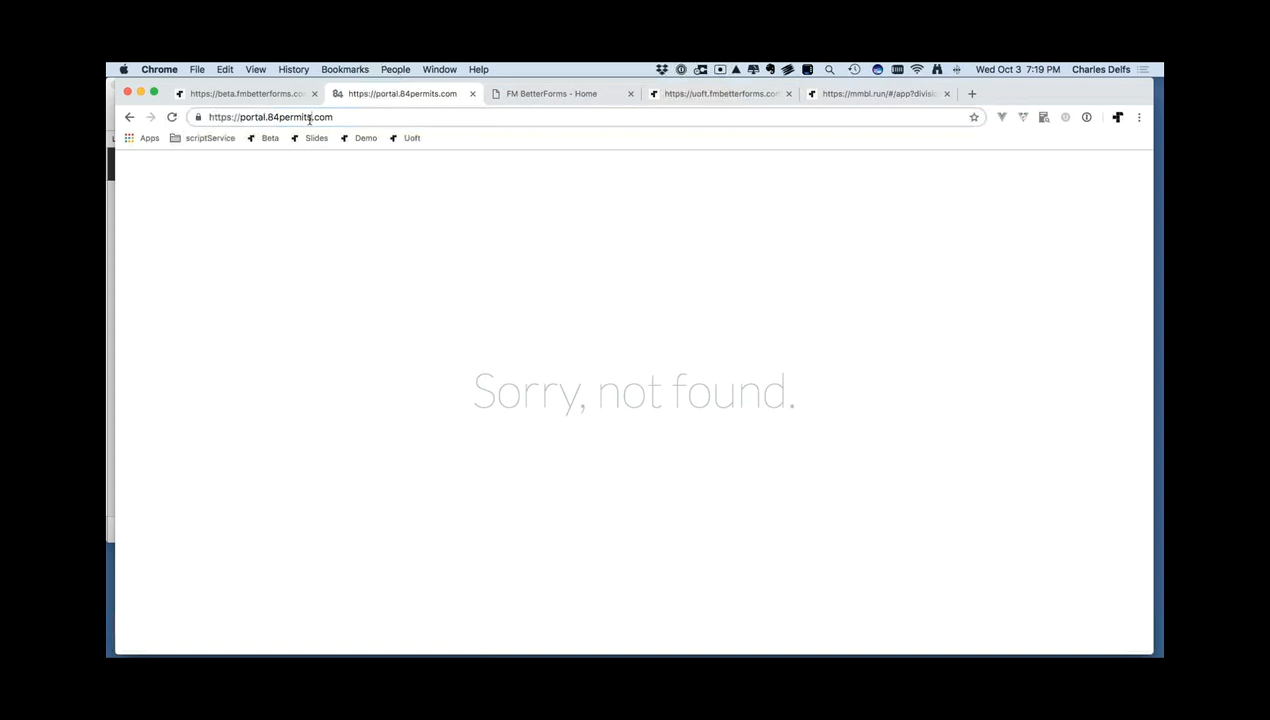 Chrome File Edit View History Bookmarks People Window Help Wed Oct 3 7:19 PM Charles Delfs
https://beta.fmbetterforms.co https://portal.84permits.com FM BetterForms - Home https://uoft.fmbetterforms.com https://mmbl.run/#/app?divisi
https://portal.84permits.com
Apps scriptService Beta Slides Demo Uoft
Sorry, not found.